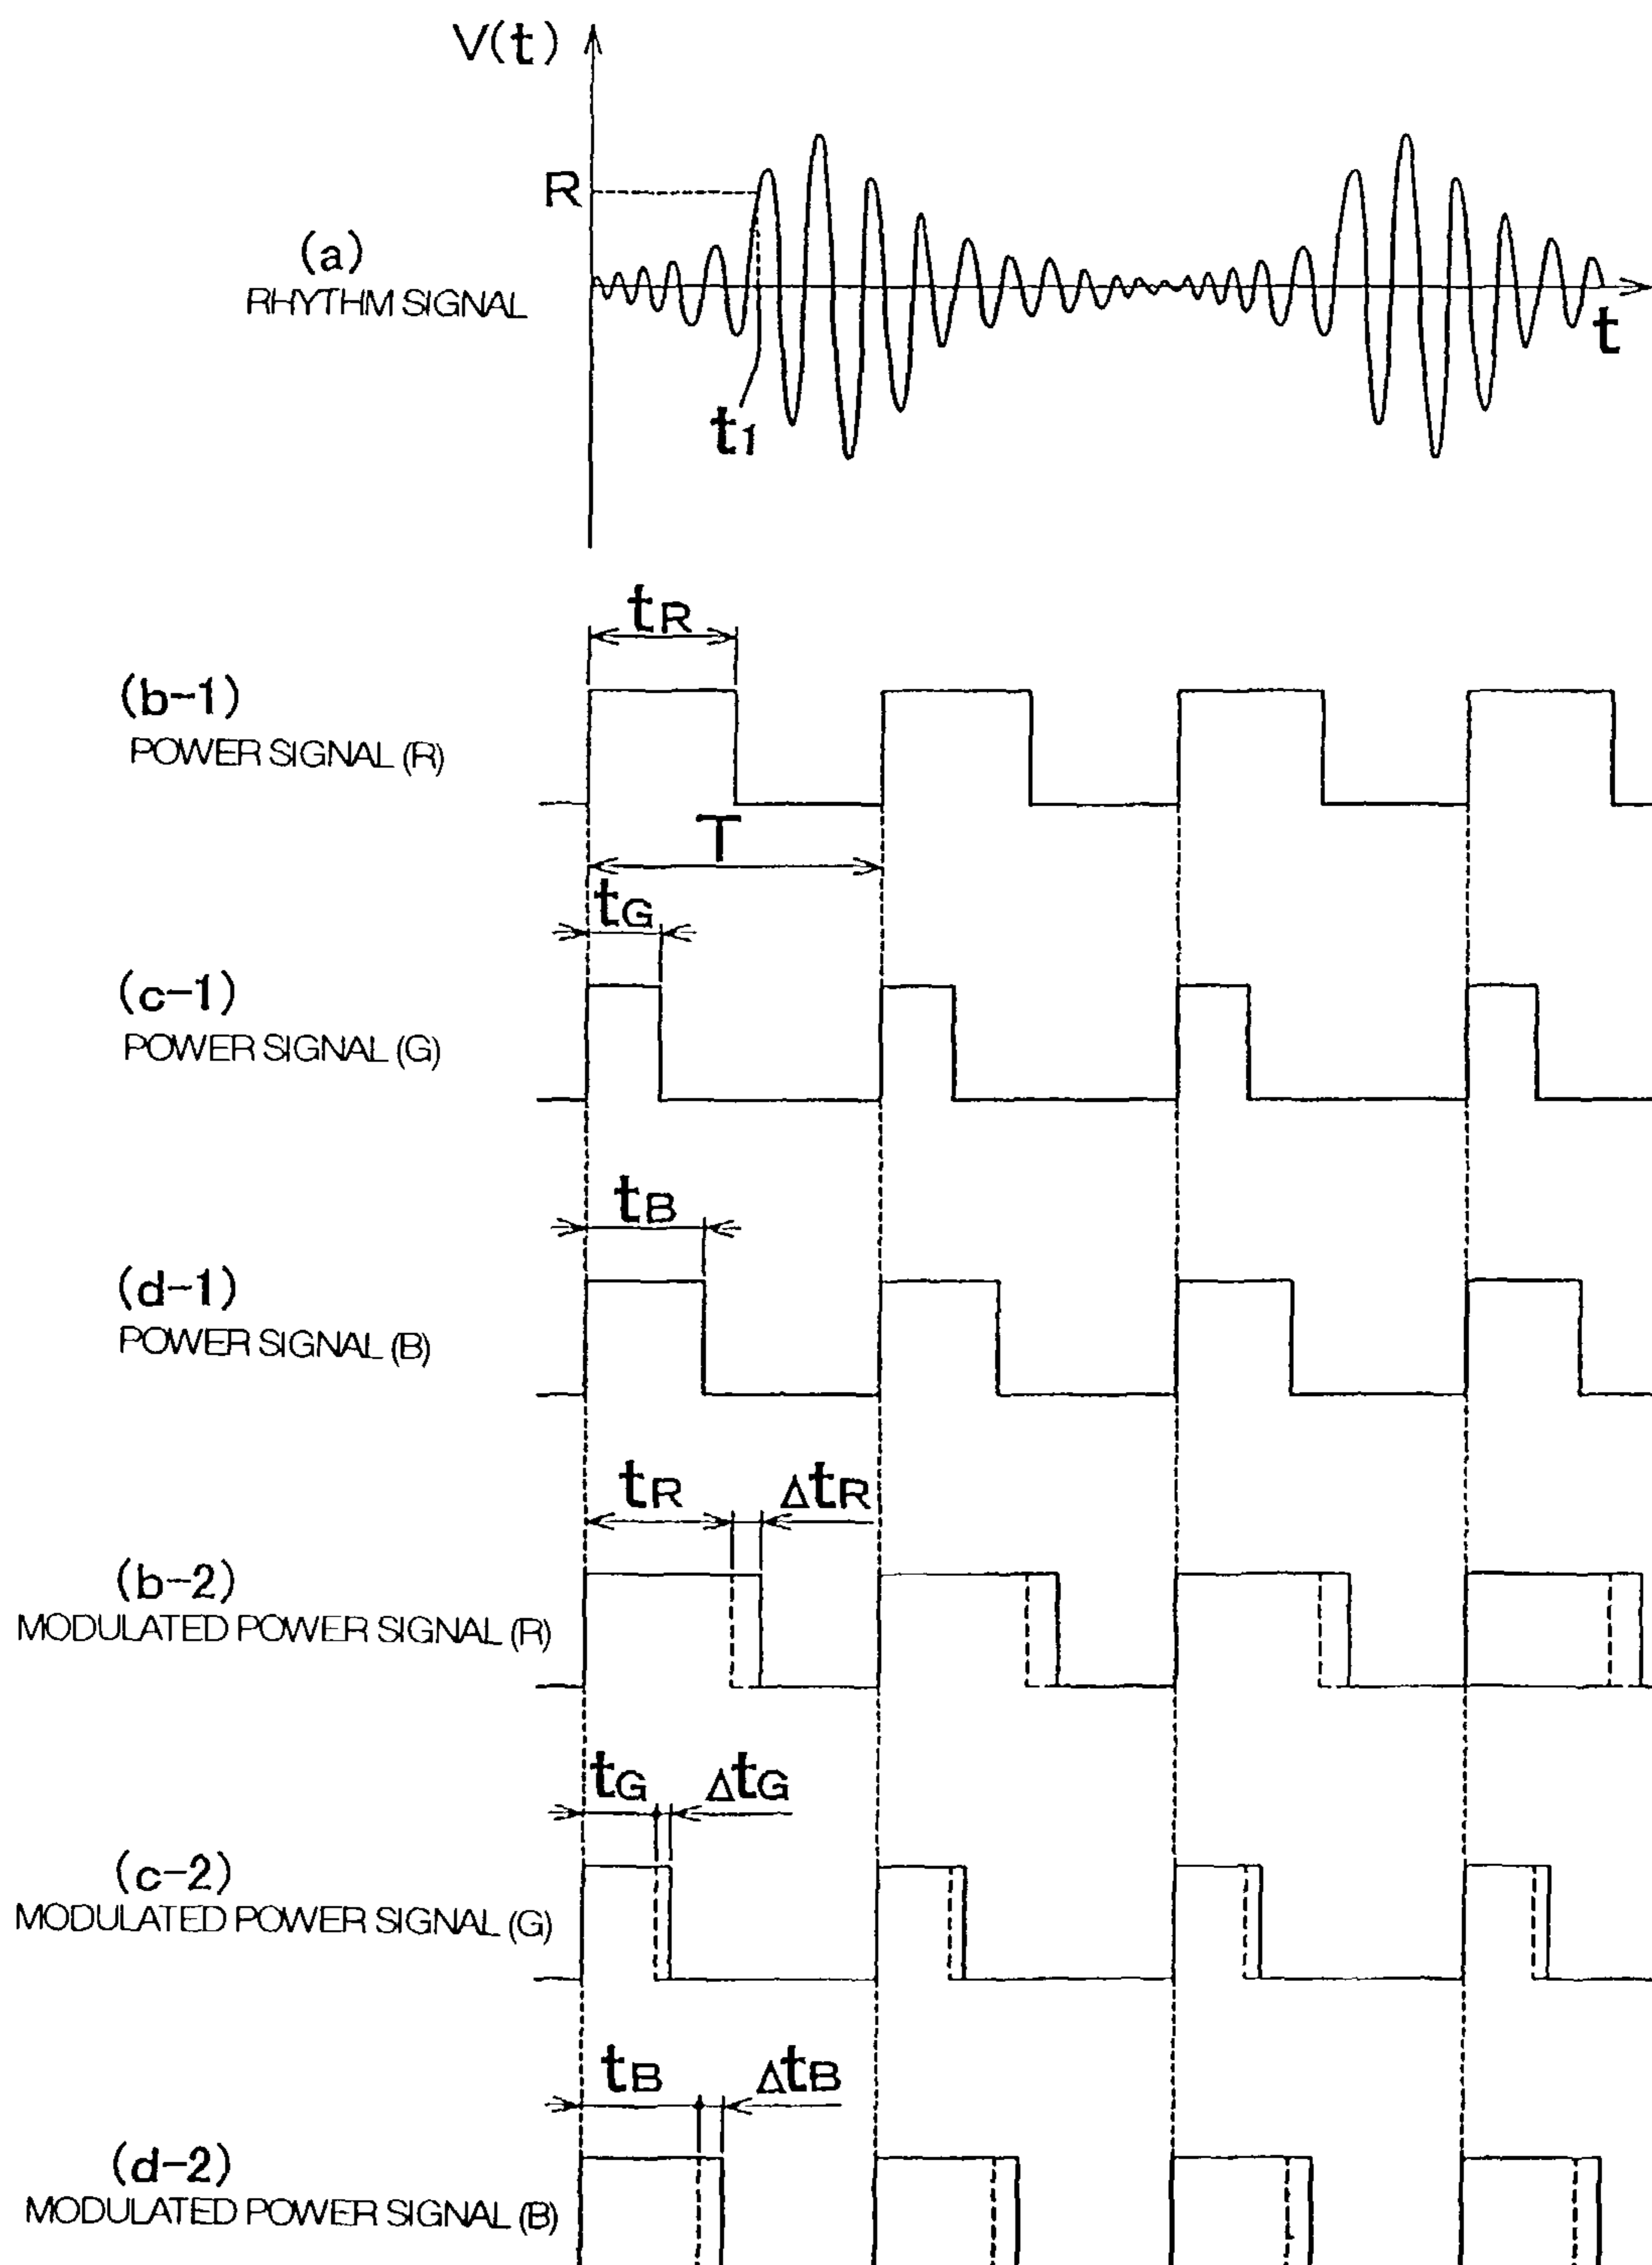 V(t)
R
(a)
RHYTHM SIGNAL
t
t1
tR
(b-1)
POWER SIGNAL (R)
T
tG
(c-1)
POWER SIGNAL (G)
tB
(d-1)
POWER SIGNAL (B)
tR ΔtR
(b-2)
MODULATED POWER SIGNAL (R)
tG ΔtG
(c-2)
MODULATED POWER SIGNAL (G)
tB ΔtB
(d-2)
MODULATED POWER SIGNAL (B)